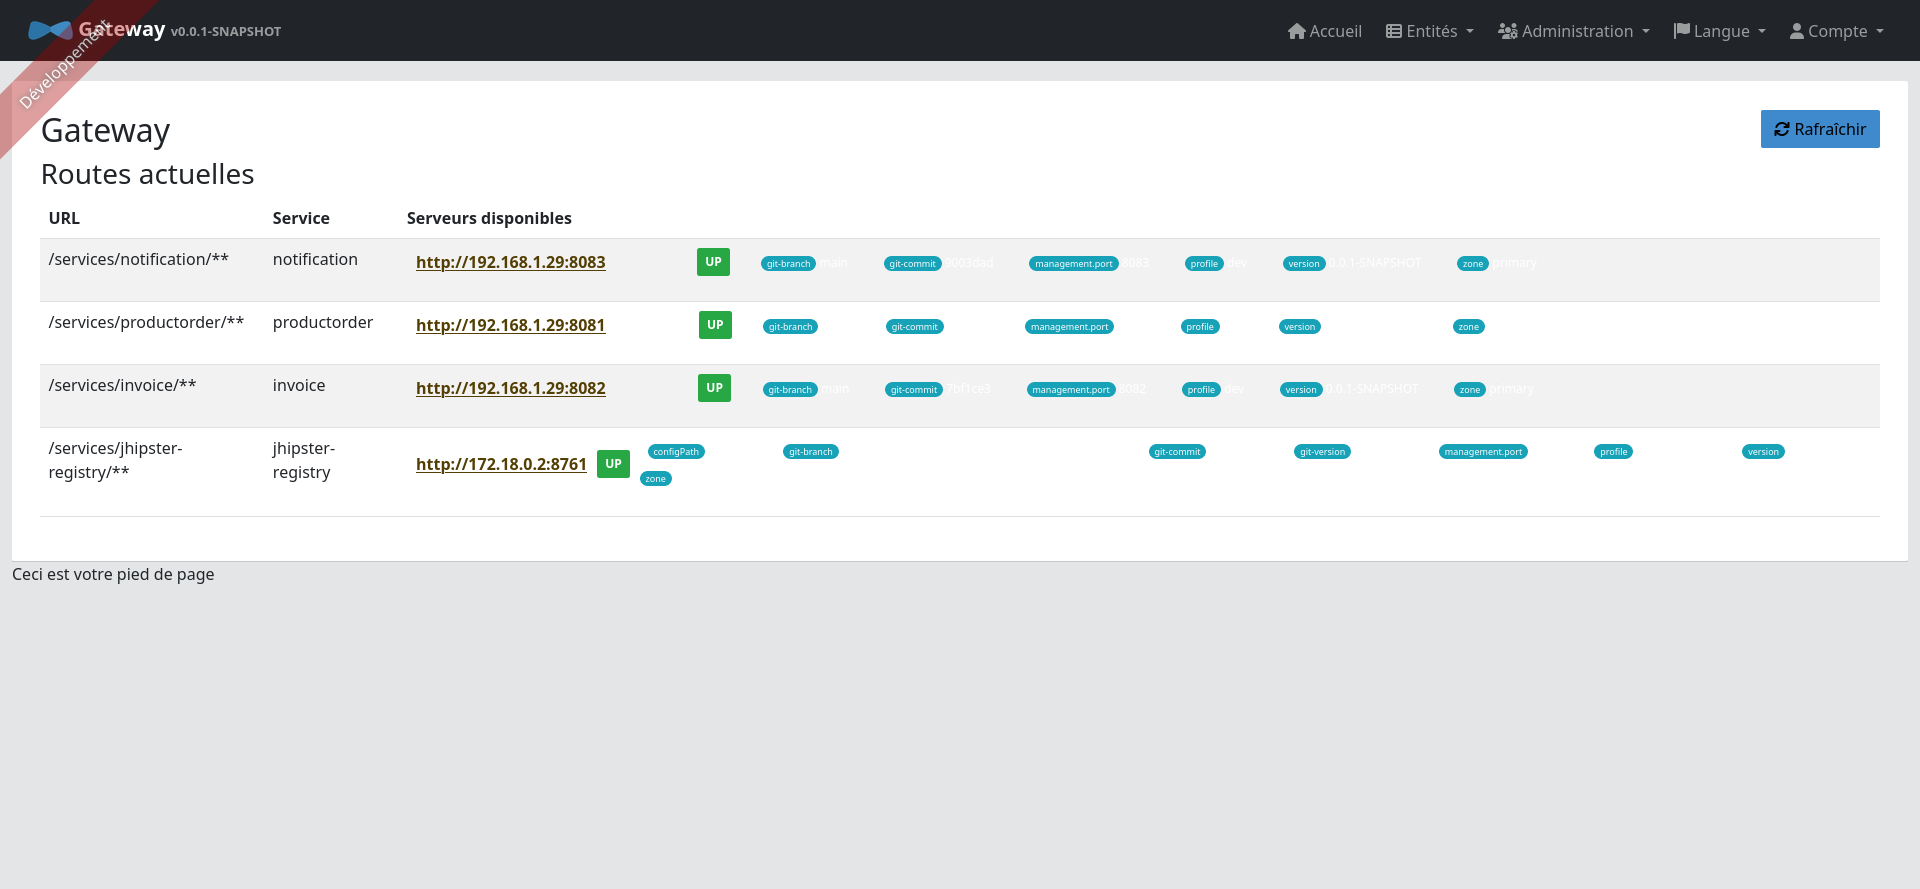 Gateway v0.0.1-SNAPSHOT
Développement
Accueil Entités Administration Langue Compte
Gateway
Rafraîchir
Routes actuelles
URL Service Serveurs disponibles
/services/notification/** notification http://192.168.1.29:8083 UP git-branch main git-commit management.port 8083 profile dev version 0.0.1-SNAPSHOT zone primary
/services/productorder/** productorder http://192.168.1.29:8081 UP git-branch git-commit management.port profile version zone
/services/invoice/** invoice http://192.168.1.29:8082 UP git-branch main git-commit management.port 8082 profile dev version 0.0.1-SNAPSHOT zone primary
/services/jhipster- jhipster- http://172.18.0.2:8761 UP configPath git-branch git-commit git-version management.port profile version
registry/** registry zone
Ceci est votre pied de page